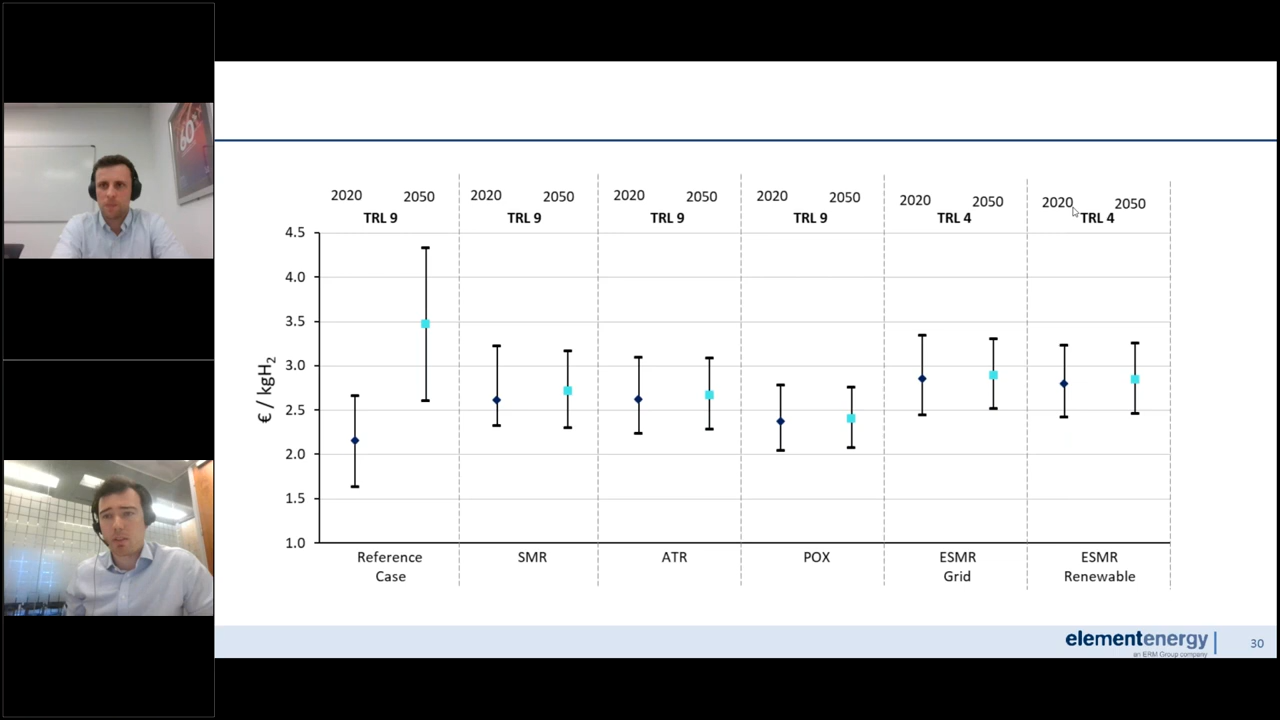 60%
2020 2050 2020 2050 2020 2050 2020 2050 2020 2050 2020 2050
TRL 9 TRL 9 TRL 9 TRL 9 TRL 4 TRL 4
4.5
4.0
3.5
3.0
2.5
2.0
1.5
1.0
€ / kgH₂
Reference Case
SMR
ATR
POX
ESMR Grid
ESMR Renewable
elementenergy
an ERM Group company
30